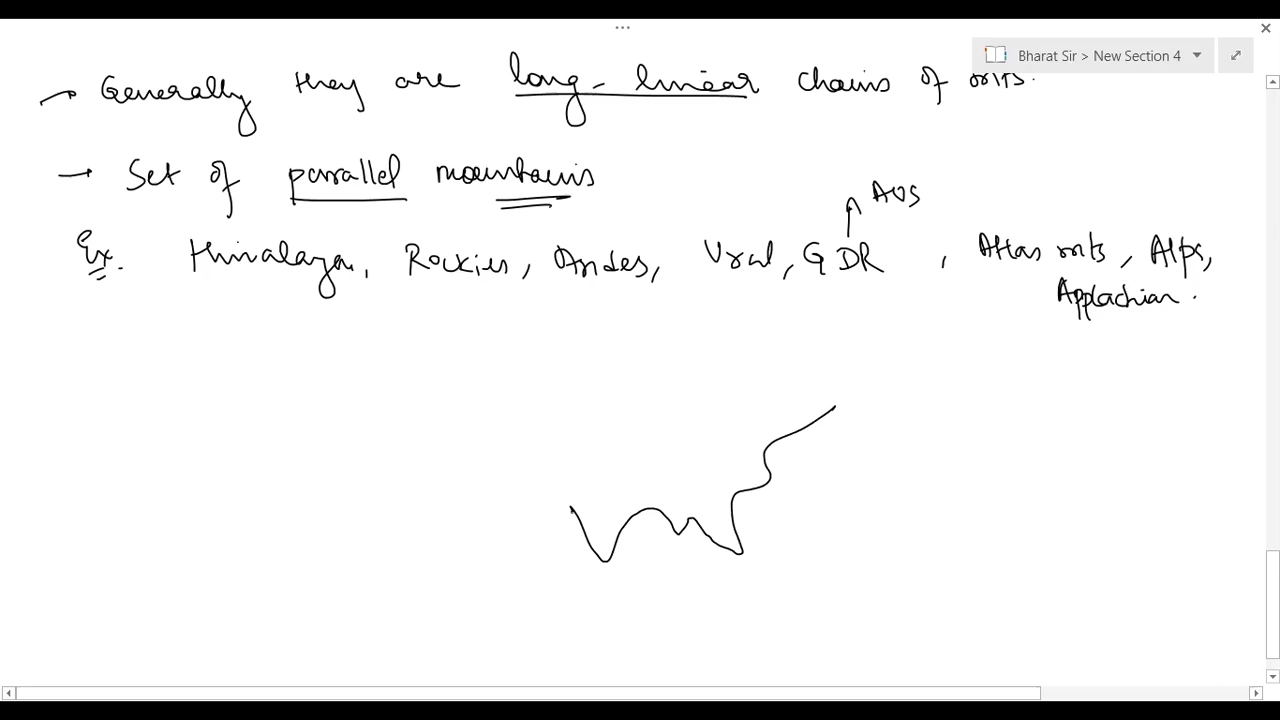 Bharat Sir > New Section 4
→ Generally they are long-linear chains of mts.
→ Set of parallel mountains
AUS
Ex. Himalaya, Rockies, Andes, Ural, GDR, Atlas mts, Alps,
Applachian.